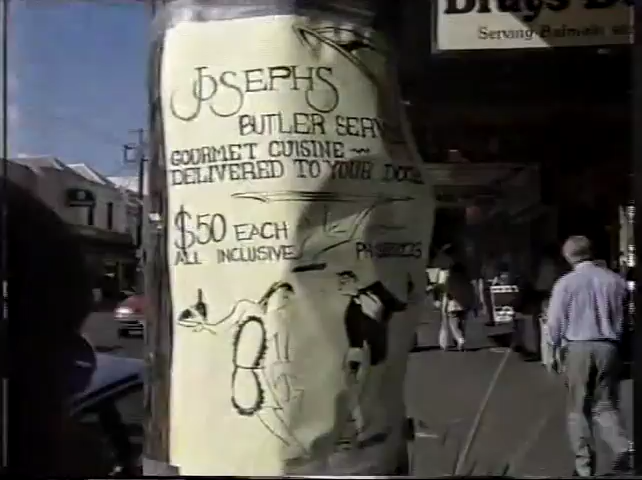 JOSEPHS
BUTLER SERV
GOURMET CUISINE ~
DELIVERED TO YOUR DOOR
$50 EACH
ALL INCLUSIVE
Serving Balmain